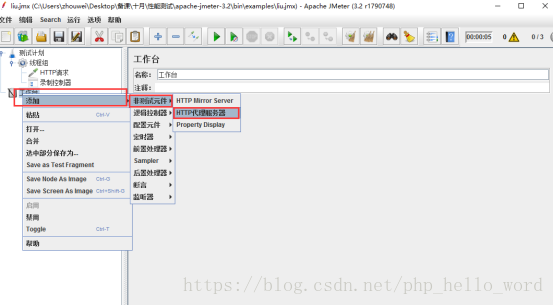 liu.jmx (C:\Users\zhouwei\Desktop\备课\十月\性能测试\apache-jmeter-3.2\bin\examples\liu.jmx) - Apache JMeter (3.2 r1790748)
文件 编辑 Search 运行 选项 帮助
00:00:05 0 0 / 3
测试计划
线程组
HTTP请求
录制控制器
工作台
工作台
名称: 工作台
注释:
添加
粘贴 Ctrl-V
打开...
合并
选中部分保存为...
Save as Test Fragment
Save Node As Image Ctrl-G
Save Screen As Image Ctrl+Shift-G
启用
禁用
Toggle Ctrl-T
帮助
非测试元件
逻辑控制器
配置元件
定时器
前置处理器
Sampler
后置处理器
断言
监听器
HTTP Mirror Server
HTTP代理服务器
Property Display
https://blog.csdn.net/php_hello_word